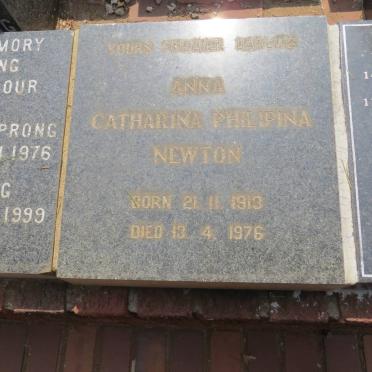 MORY
NG
OUR
PRONG
1976
G
1999
ANNA
CATHARINA PHILIPINA
NEWTON
BORN 21. 11. 1913
DIED 13. 4. 1976